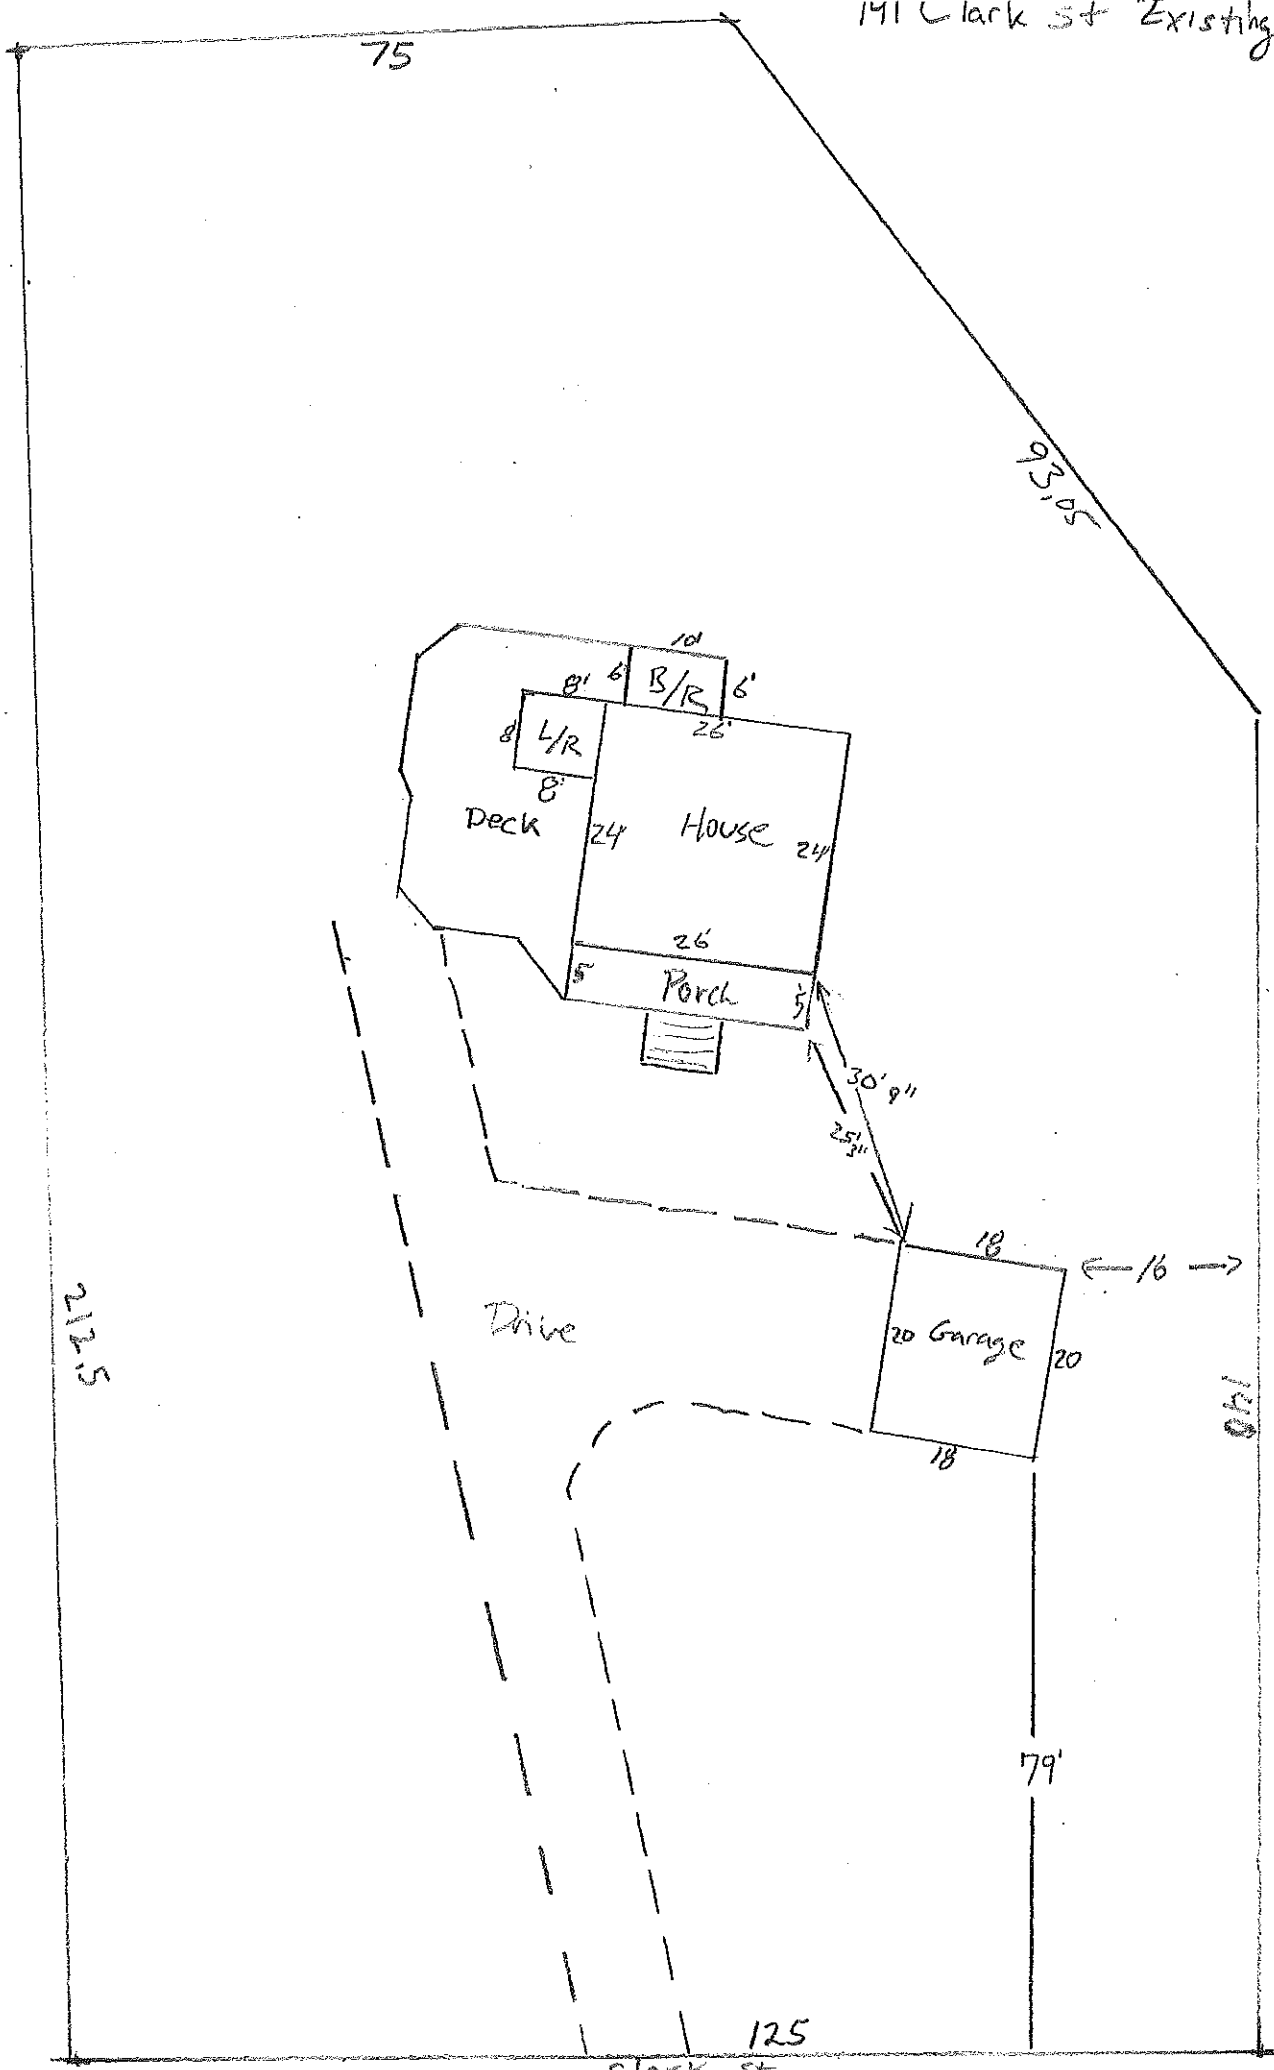 141 Clark st Existing
75
93.05
10'
6'
B/R
6'
8'
26'
8'
L/R
8'
Deck
House
24'
24'
26'
5'
Porch
5'
30' 9"
25' 3"
18
←16→
Drive
20
Garage
20
18
212.5
140
79'
125
Clark st